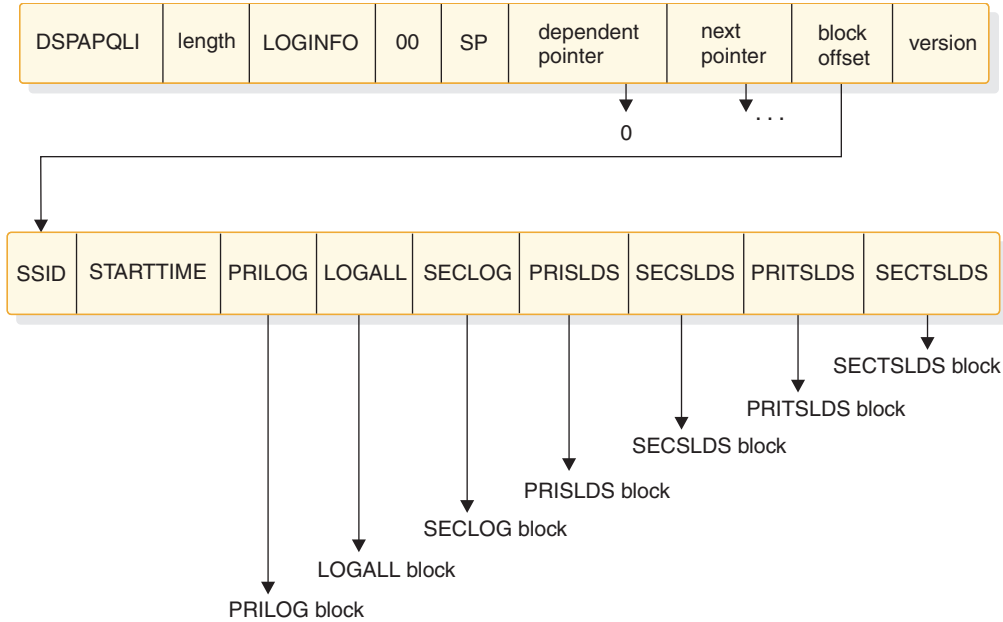 DSPAPQLI length LOGINFO 00 SP dependent pointer next pointer block offset version
0
. . .
SSID STARTTIME PRILOG LOGALL SECLOG PRISLDS SECSLDS PRITSLDS SECTSLDS
SECTSLDS block
PRITSLDS block
SECSLDS block
PRISLDS block
SECLOG block
LOGALL block
PRILOG block